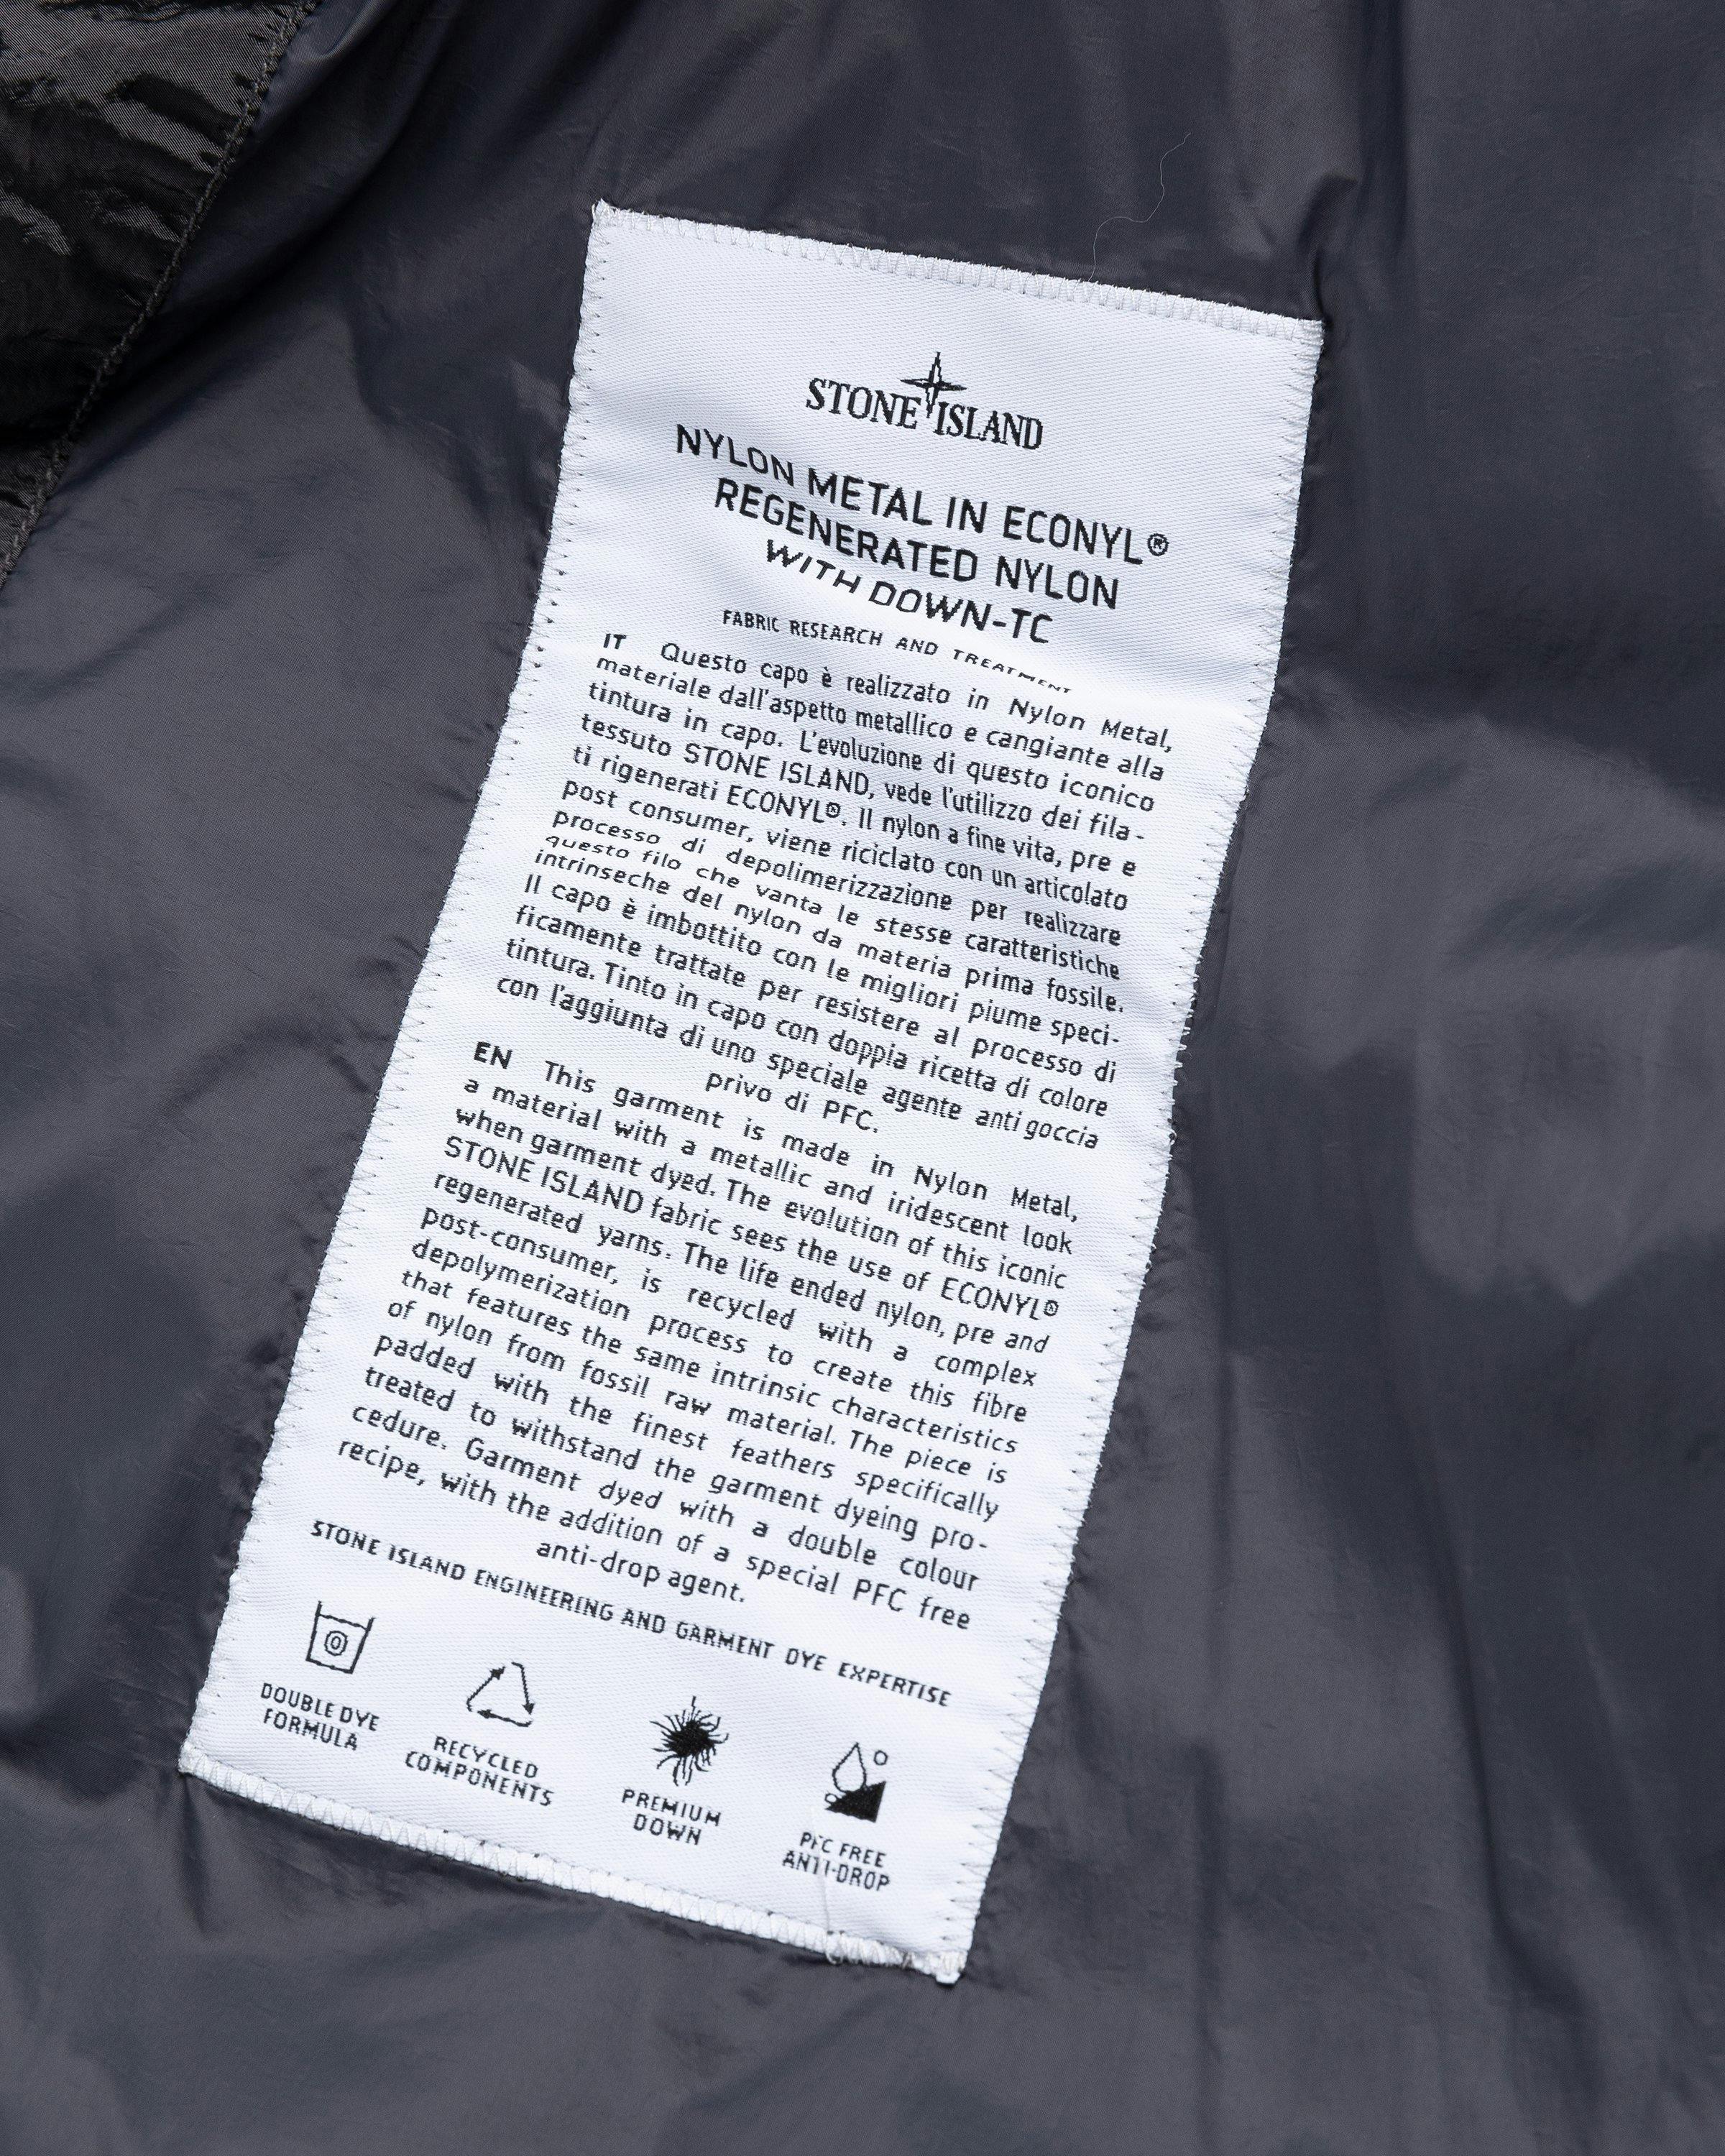 STONE ISLAND
NYLON METAL IN ECONYL®
REGENERATED NYLON
WITH DOWN-TC
FABRIC RESEARCH AND TREATMENT
IT Questo capo è realizzato in Nylon Metal,
materiale dall'aspetto metallico e cangiante alla
tintura in capo. L'evoluzione di questo iconico
tessuto STONE ISLAND, vede l'utilizzo dei fila-
ti rigenerati ECONYL®. Il nylon a fine vita, pre e
post consumer, viene riciclato con un articolato
processo di depolimerizzazione per realizzare
questo filo che vanta le stesse caratteristiche
intrinseche del nylon da materia prima fossile.
Il capo è imbottito con le migliori piume speci-
ficamente trattate per resistere al processo di
tintura. Tinto in capo con doppia ricetta di colore
con l'aggiunta di uno speciale agente anti goccia
privo di PFC.
EN This garment is made in Nylon Metal,
a material with a metallic and iridescent look
when garment dyed. The evolution of this iconic
STONE ISLAND fabric sees the use of ECONYL®
regenerated yarns. The life ended nylon, pre and
post-consumer, is recycled with a complex
depolymerization process to create this fibre
that features the same intrinsic characteristics
of nylon from fossil raw material. The piece is
padded with the finest feathers specifically
treated to withstand the garment dyeing pro-
cedure. Garment dyed with a double colour
recipe, with the addition of a special PFC free
anti-drop agent.
STONE ISLAND ENGINEERING AND GARMENT DYE EXPERTISE
DOUBLE DYE
FORMULA
RECYCLED
COMPONENTS
PREMIUM
DOWN
PFC FREE
ANTI-DROP